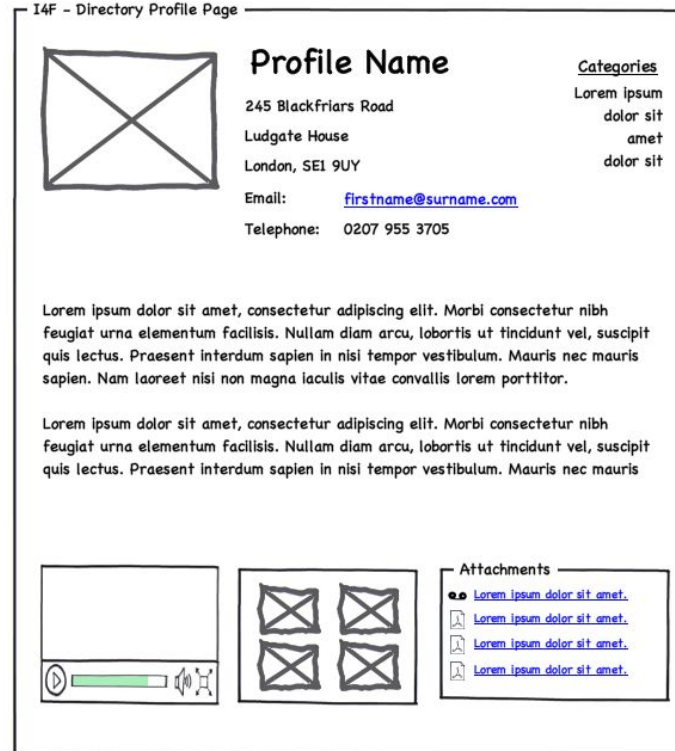 I4F - Directory Profile Page
Profile Name
245 Blackfriars Road
Ludgate House
London, SE1 9UY
Email: firstname@surname.com
Telephone: 0207 955 3705
Categories
Lorem ipsum
dolor sit
amet
dolor sit
Lorem ipsum dolor sit amet, consectetur adipiscing elit. Morbi consectetur nibh
feugiat urna elementum facilisis. Nullam diam arcu, lobortis ut tincidunt vel, suscipit
quis lectus. Praesent interdum sapien in nisi tempor vestibulum. Mauris nec mauris
sapien. Nam laoreet nisi non magna iaculis vitae convallis lorem porttitor.
Lorem ipsum dolor sit amet, consectetur adipiscing elit. Morbi consectetur nibh
feugiat urna elementum facilisis. Nullam diam arcu, lobortis ut tincidunt vel, suscipit
quis lectus. Praesent interdum sapien in nisi tempor vestibulum. Mauris nec mauris
Attachments
Lorem ipsum dolor sit amet.
Lorem ipsum dolor sit amet.
Lorem ipsum dolor sit amet.
Lorem ipsum dolor sit amet.